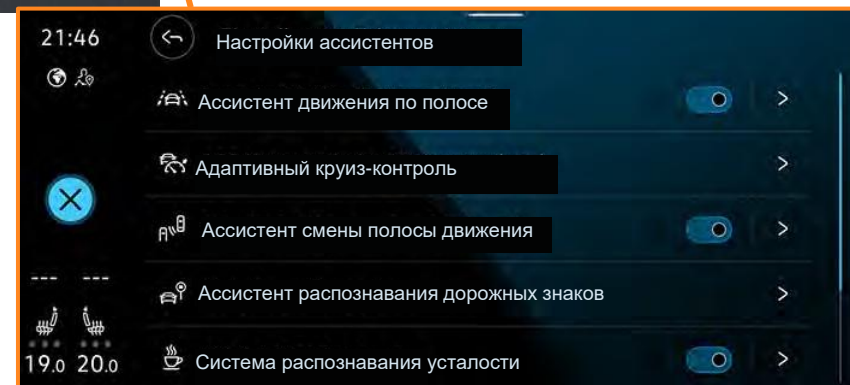 21:46
Настройки ассистентов
Ассистент движения по полосе
Адаптивный круиз-контроль
Ассистент смены полосы движения
Ассистент распознавания дорожных знаков
--- ---
19.0 20.0
Система распознавания усталости